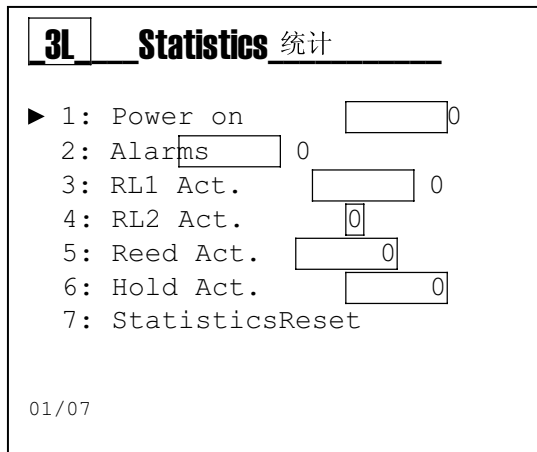 3L Statistics 统计
► 1: Power on 0
2: Alarms 0
3: RL1 Act. 0
4: RL2 Act. 0
5: Reed Act. 0
6: Hold Act. 0
7: StatisticsReset
01/07